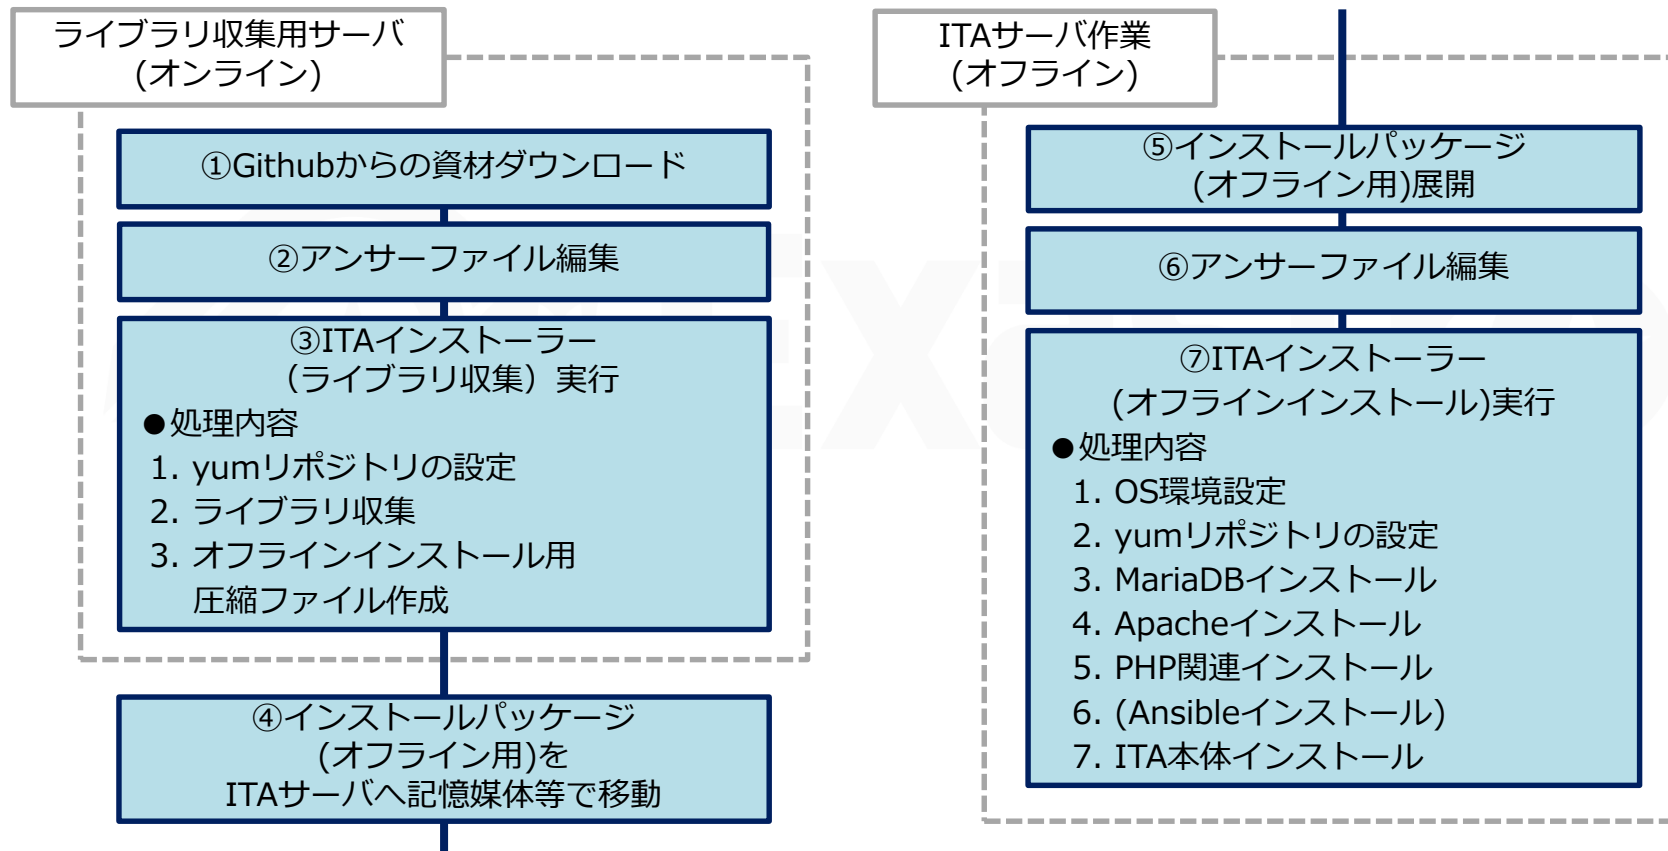 ライブラリ収集用サーバ
(オンライン)
①Githubからの資材ダウンロード
②アンサーファイル編集
③ITAインストーラー
（ライブラリ収集）実行
●処理内容
1. yumリポジトリの設定
2. ライブラリ収集
3. オフラインインストール用
圧縮ファイル作成
④インストールパッケージ
(オフライン用)を
ITAサーバへ記憶媒体等で移動
ITAサーバ作業
(オフライン)
⑤インストールパッケージ
(オフライン用)展開
⑥アンサーファイル編集
⑦ITAインストーラー
(オフラインインストール)実行
●処理内容
1. OS環境設定
2. yumリポジトリの設定
3. MariaDBインストール
4. Apacheインストール
5. PHP関連インストール
6. (Ansibleインストール)
7. ITA本体インストール